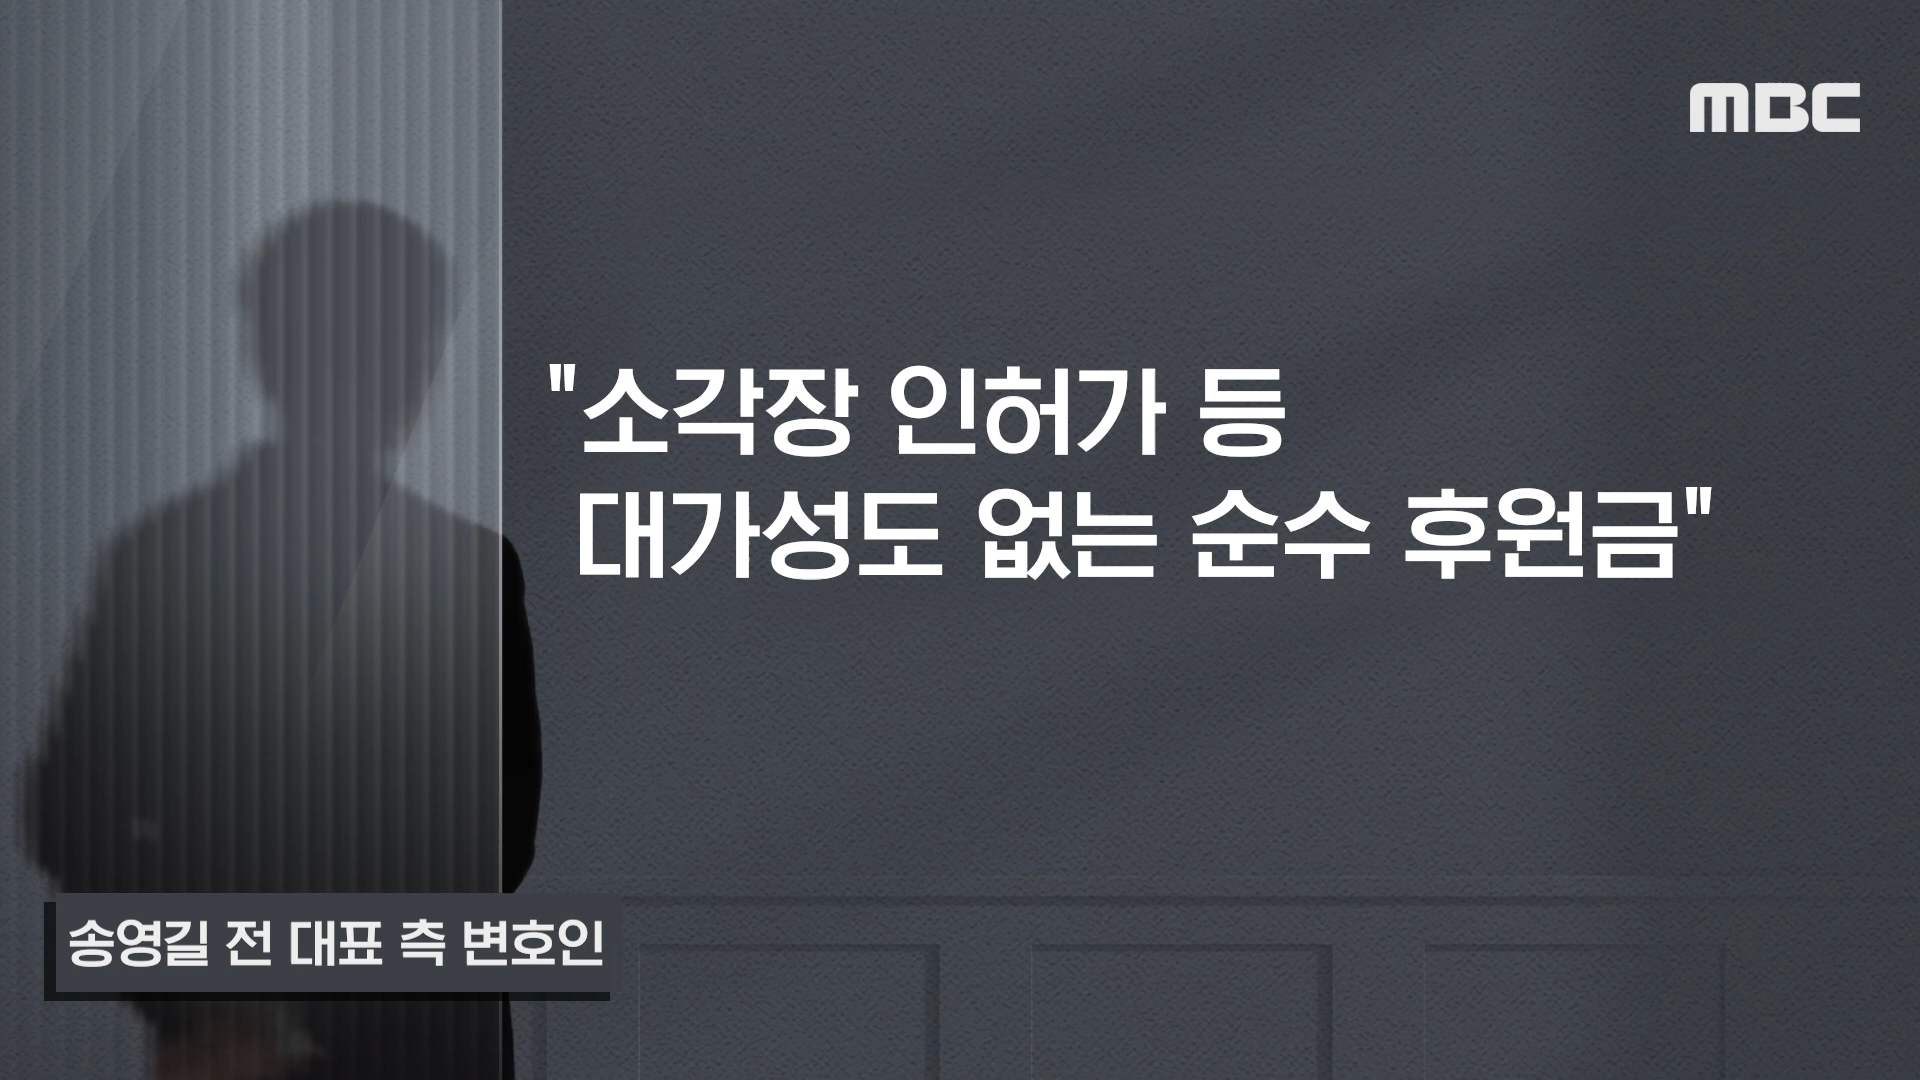 MBC
"소각장 인허가 등
대가성도 없는 순수 후원금"
송영길 전 대표 측 변호인